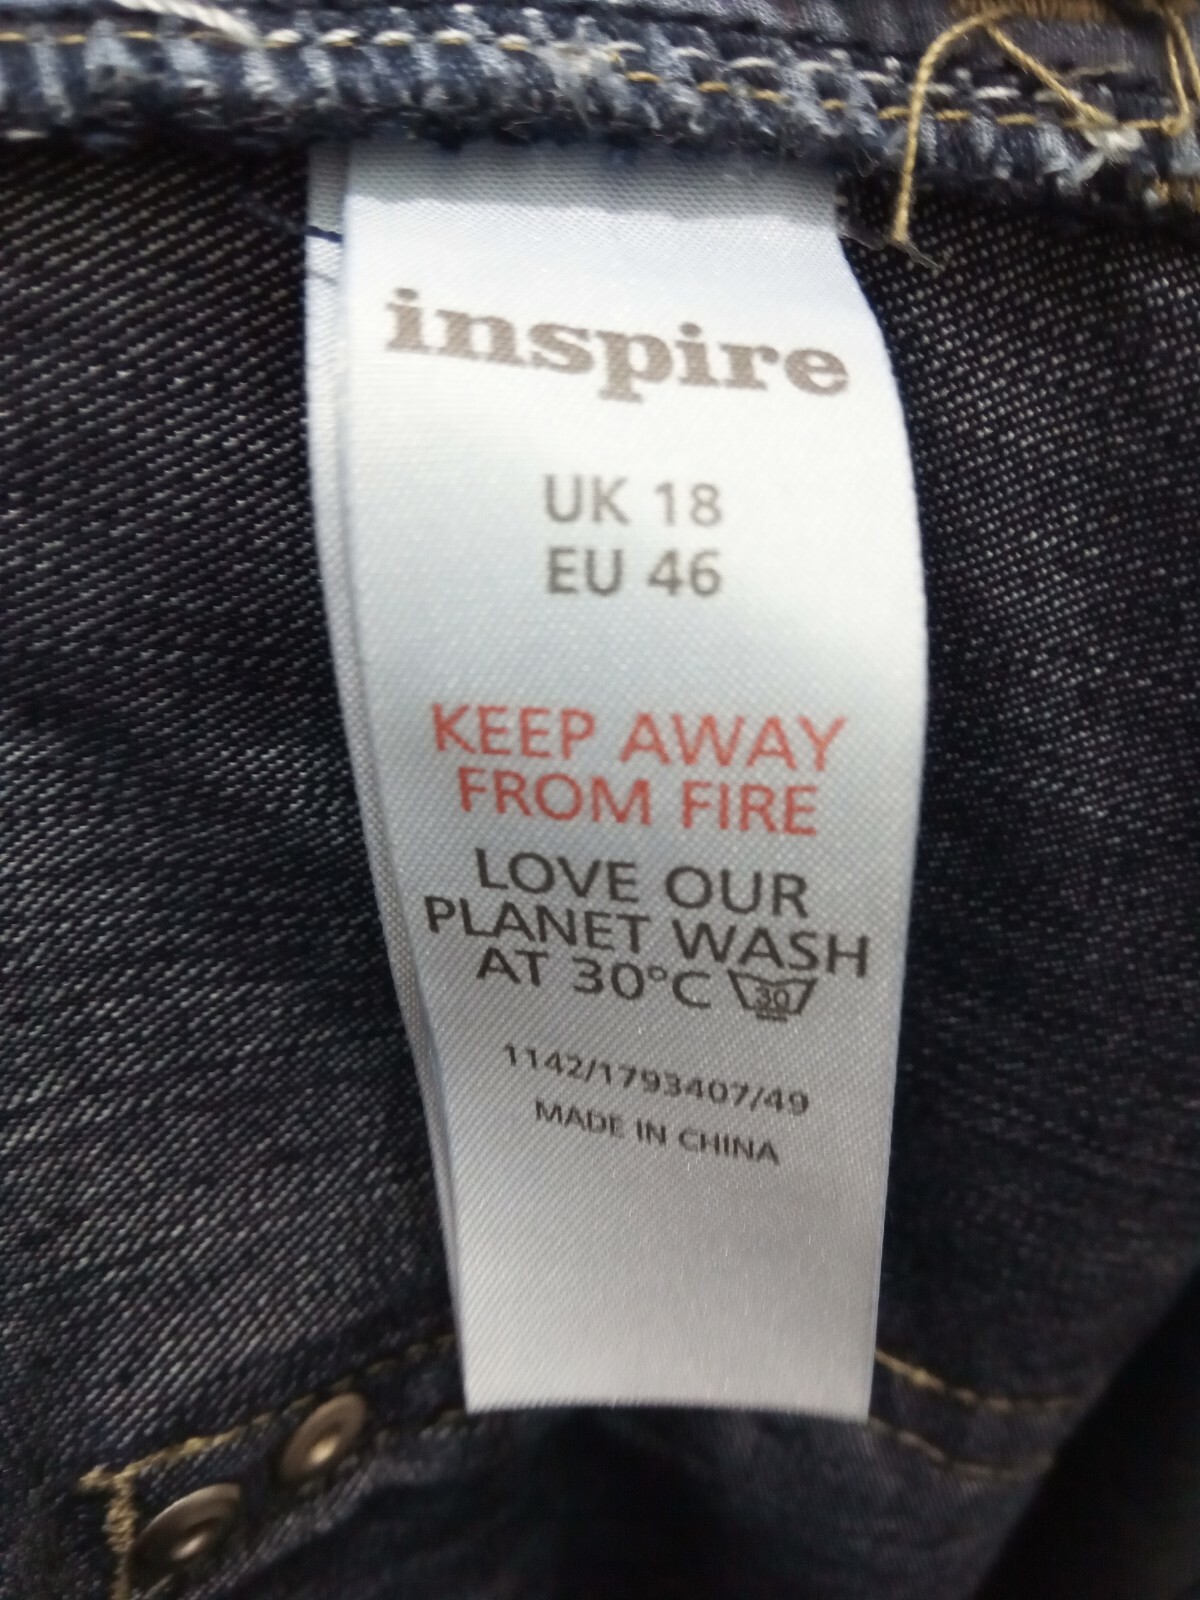 inspire
UK 18
EU 46
KEEP AWAY
FROM FIRE
LOVE OUR
PLANET WASH
AT 30°C 30
1142/1793407/49
MADE IN CHINA